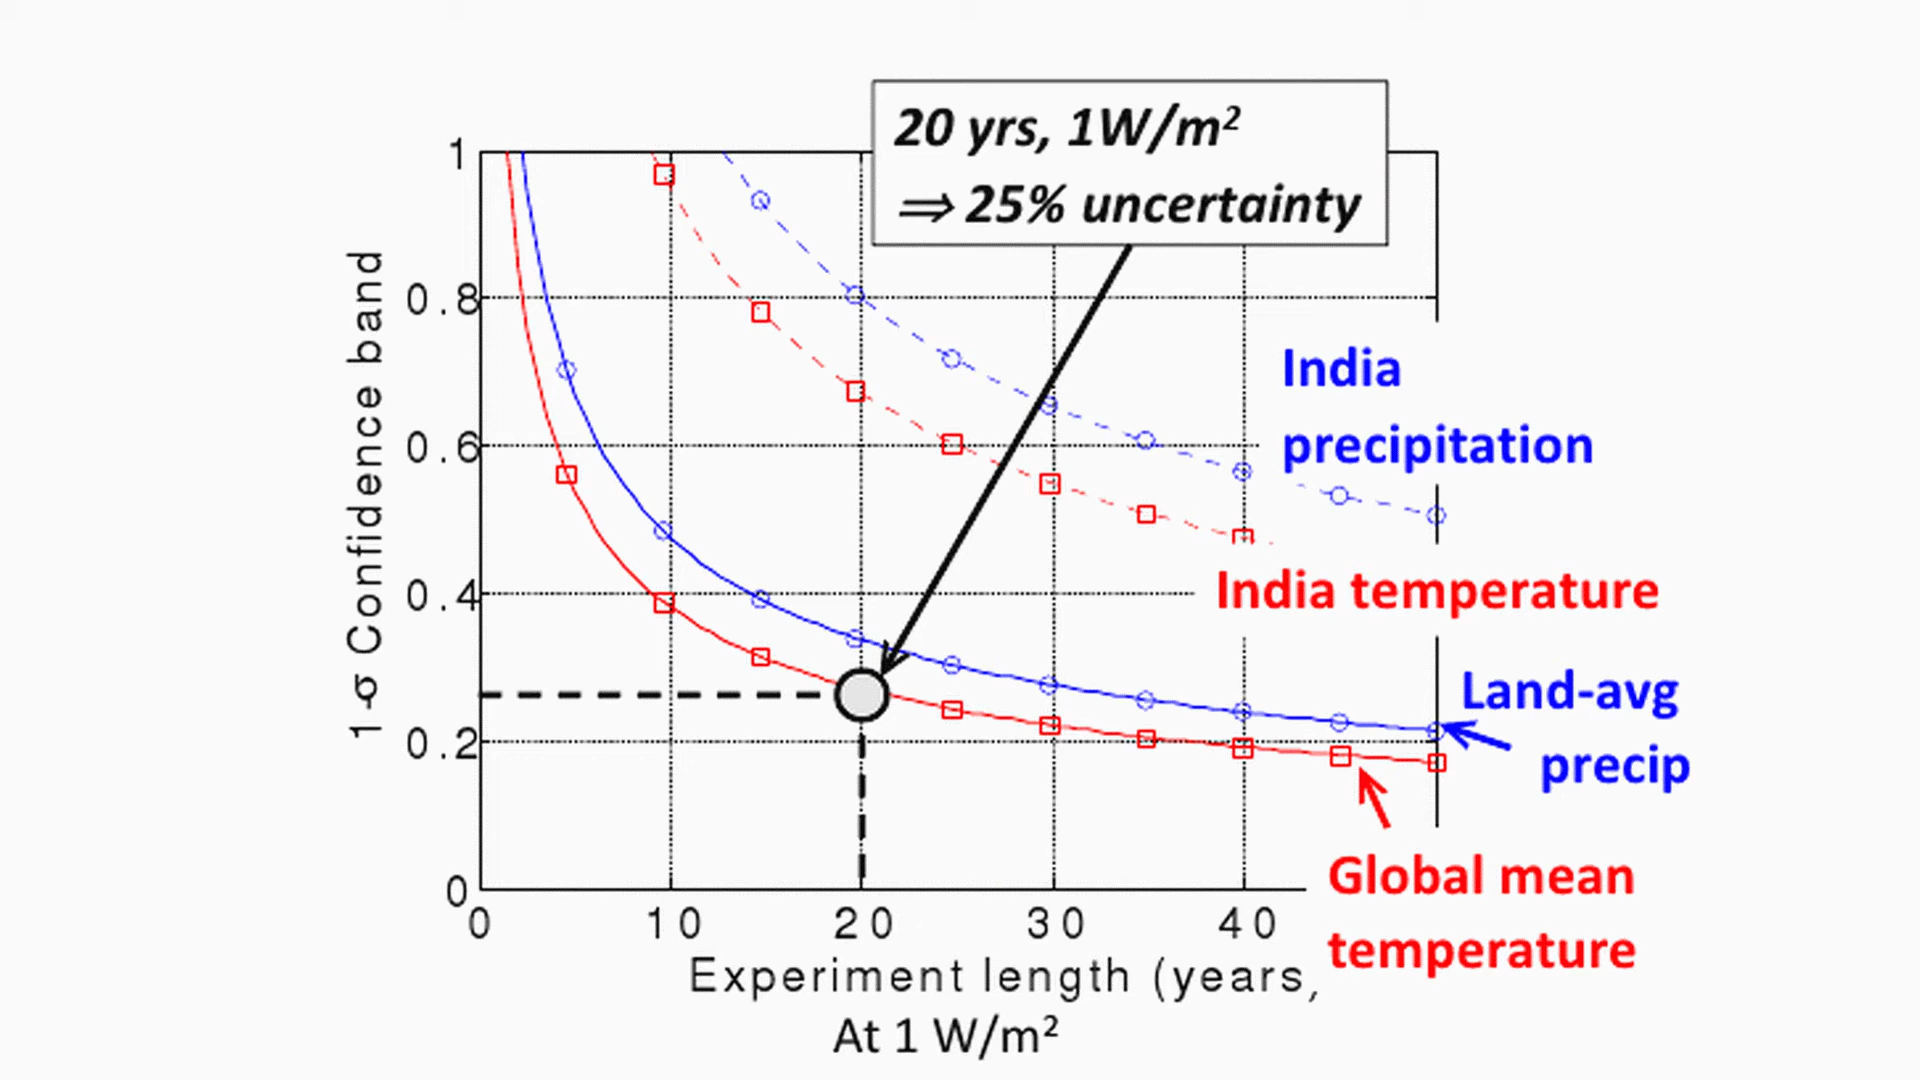 20 yrs, 1W/m²
⇒ 25% uncertainty
1
0.8
0.6
0.4
0.2
0
1-σ Confidence band
India
precipitation
India temperature
Land-avg
precip
Global mean
temperature
0 10 20 30 40
Experiment length (years,
At 1 W/m²